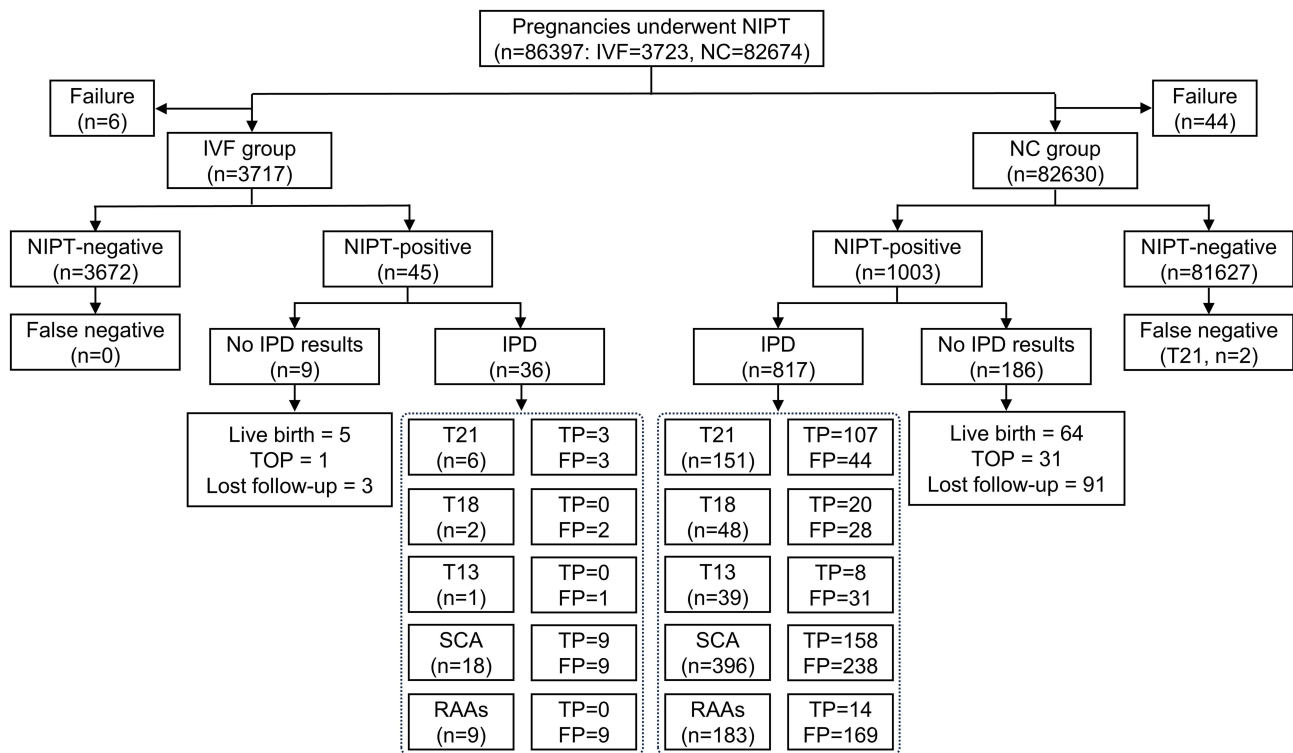 Pregnancies underwent NIPT
(n=86397: IVF=3723, NC=82674)
Failure
(n=6)
Failure
(n=44)
IVF group
(n=3717)
NC group
(n=82630)
NIPT-negative
(n=3672)
NIPT-positive
(n=45)
NIPT-positive
(n=1003)
NIPT-negative
(n=81627)
False negative
(n=0)
No IPD results
(n=9)
IPD
(n=36)
IPD
(n=817)
No IPD results
(n=186)
False negative
(T21, n=2)
Live birth = 5
TOP = 1
Lost follow-up = 3
T21
(n=6)
TP=3
FP=3
T18
(n=2)
TP=0
FP=2
T13
(n=1)
TP=0
FP=1
SCA
(n=18)
TP=9
FP=9
RAAs
(n=9)
TP=0
FP=9
T21
(n=151)
TP=107
FP=44
T18
(n=48)
TP=20
FP=28
T13
(n=39)
TP=8
FP=31
SCA
(n=396)
TP=158
FP=238
RAAs
(n=183)
TP=14
FP=169
Live birth = 64
TOP = 31
Lost follow-up = 91